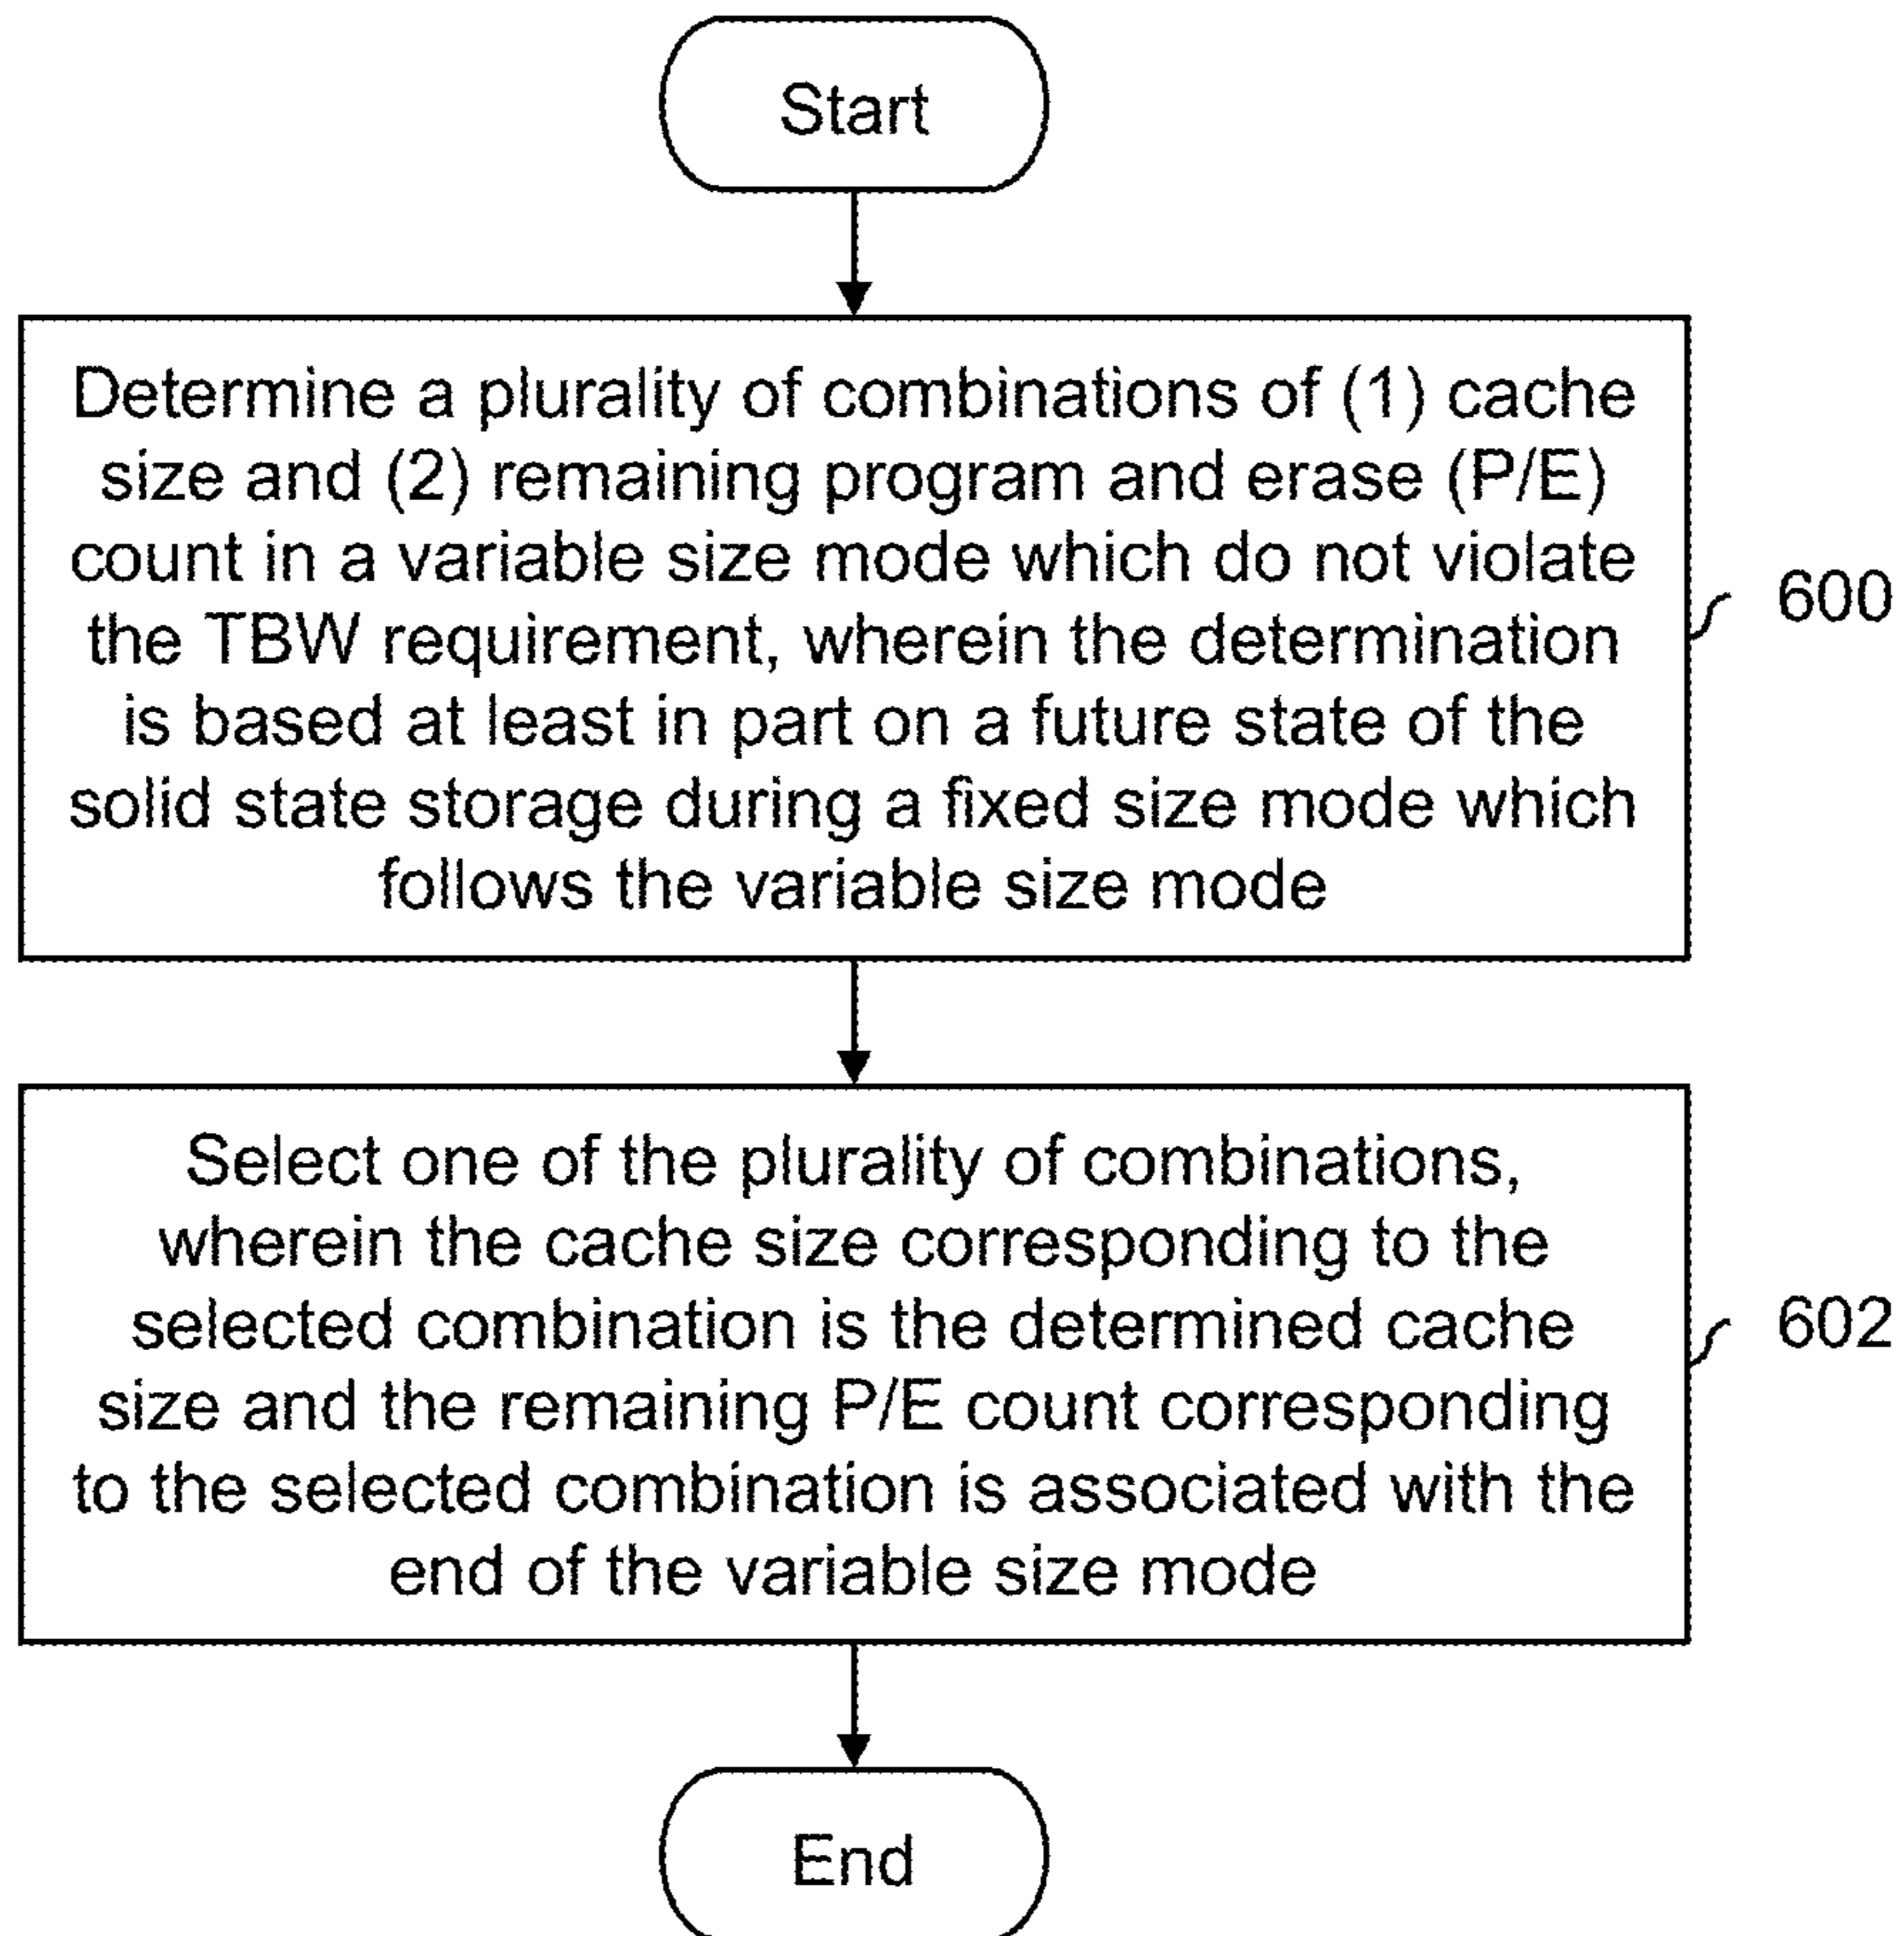 Start
Determine a plurality of combinations of (1) cache
size and (2) remaining program and erase (P/E)
count in a variable size mode which do not violate
the TBW requirement, wherein the determination
is based at least in part on a future state of the
solid state storage during a fixed size mode which
follows the variable size mode
600
Select one of the plurality of combinations,
wherein the cache size corresponding to the
selected combination is the determined cache
size and the remaining P/E count corresponding
to the selected combination is associated with the
end of the variable size mode
602
End